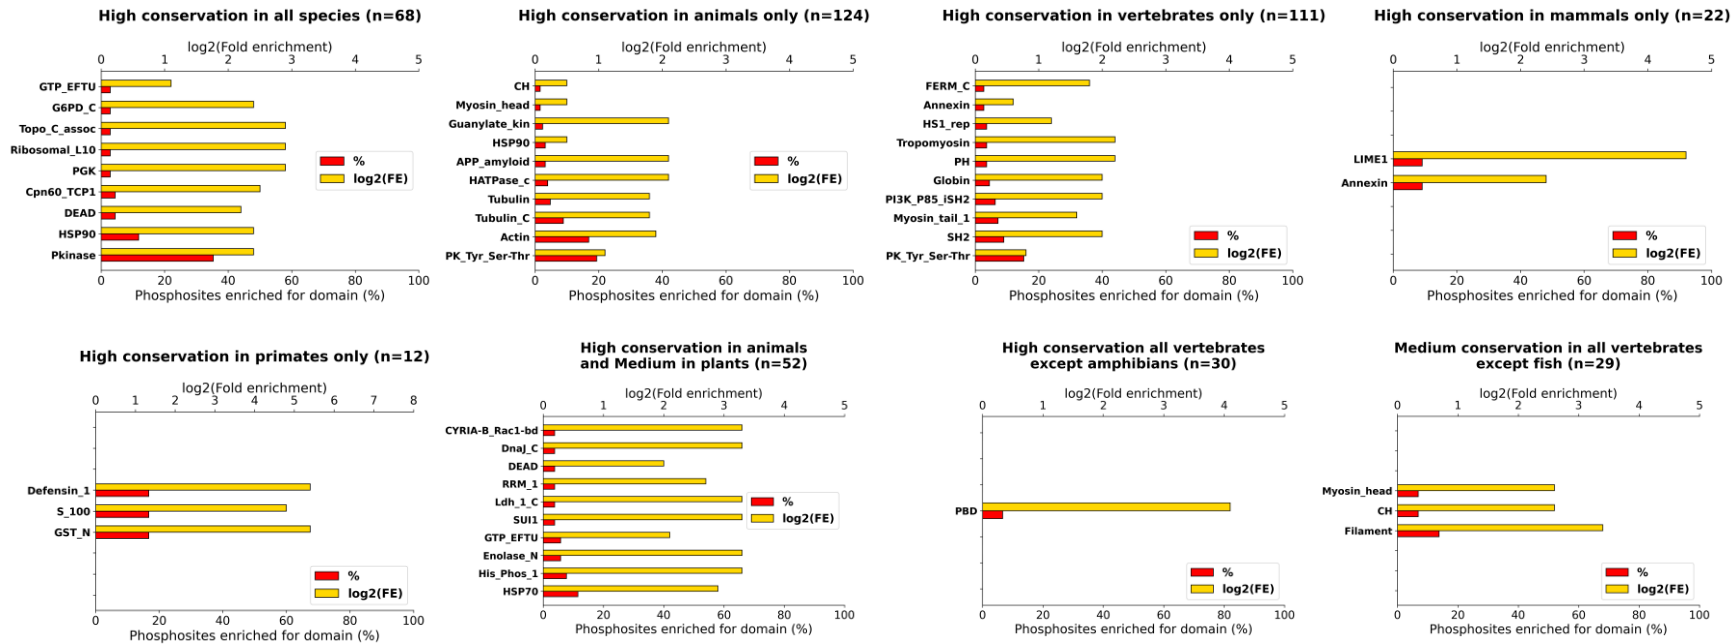 High conservation in all species (n=68)
log2(Fold enrichment)
0 1 2 3 4 5
GTP_EFTU
G6PD_C
Topo_C_assoc
Ribosomal_L10
PGK
Cpn60_TCP1
DEAD
HSP90
Pkinase
%
log2(FE)
0 20 40 60 80 100
Phosphosites enriched for domain (%)
High conservation in animals only (n=124)
log2(Fold enrichment)
0 1 2 3 4 5
CH
Myosin_head
Guanylate_kin
HSP90
APP_amyloid
HATPase_c
Tubulin
Tubulin_C
Actin
PK_Tyr_Ser-Thr
%
log2(FE)
0 20 40 60 80 100
Phosphosites enriched for domain (%)
High conservation in vertebrates only (n=111)
log2(Fold enrichment)
0 1 2 3 4 5
FERM_C
Annexin
HS1_rep
Tropomyosin
PH
Globin
PI3K_P85_iSH2
Myosin_tail_1
SH2
PK_Tyr_Ser-Thr
%
log2(FE)
0 20 40 60 80 100
Phosphosites enriched for domain (%)
High conservation in mammals only (n=22)
log2(Fold enrichment)
0 1 2 3 4 5
LIME1
Annexin
%
log2(FE)
0 20 40 60 80 100
Phosphosites enriched for domain (%)
High conservation in primates only (n=12)
log2(Fold enrichment)
0 1 2 3 4 5 6 7 8
Defensin_1
S_100
GST_N
%
log2(FE)
0 20 40 60 80 100
Phosphosites enriched for domain (%)
High conservation in animals
and Medium in plants (n=52)
log2(Fold enrichment)
0 1 2 3 4 5
CYRIA-B_Rac1-bd
DnaJ_C
DEAD
RRM_1
Ldh_1_C
SUI1
GTP_EFTU
Enolase_N
His_Phos_1
HSP70
%
log2(FE)
0 20 40 60 80 100
Phosphosites enriched for domain (%)
High conservation all vertebrates
except amphibians (n=30)
log2(Fold enrichment)
0 1 2 3 4 5
PBD
%
log2(FE)
0 20 40 60 80 100
Phosphosites enriched for domain (%)
Medium conservation in all vertebrates
except fish (n=29)
log2(Fold enrichment)
0 1 2 3 4 5
Myosin_head
CH
Filament
%
log2(FE)
0 20 40 60 80 100
Phosphosites enriched for domain (%)